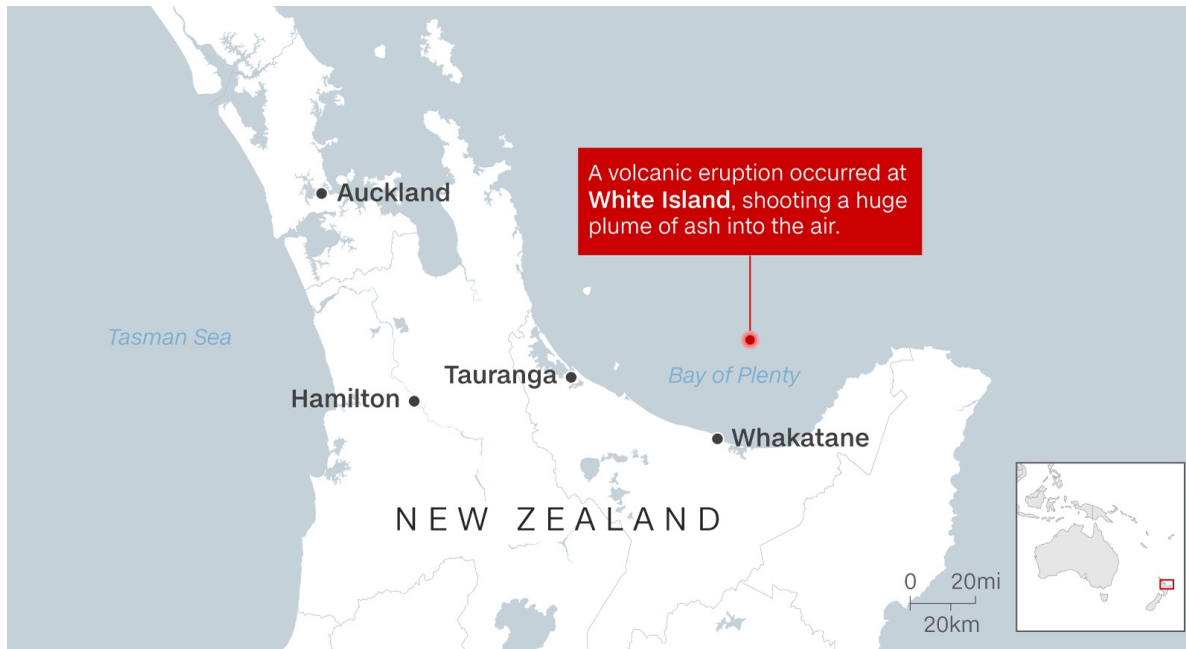 A volcanic eruption occurred at
White Island, shooting a huge
plume of ash into the air.
Auckland
Tasman Sea
Tauranga
Bay of Plenty
Hamilton
Whakatane
NEW ZEALAND
0 20mi
20km